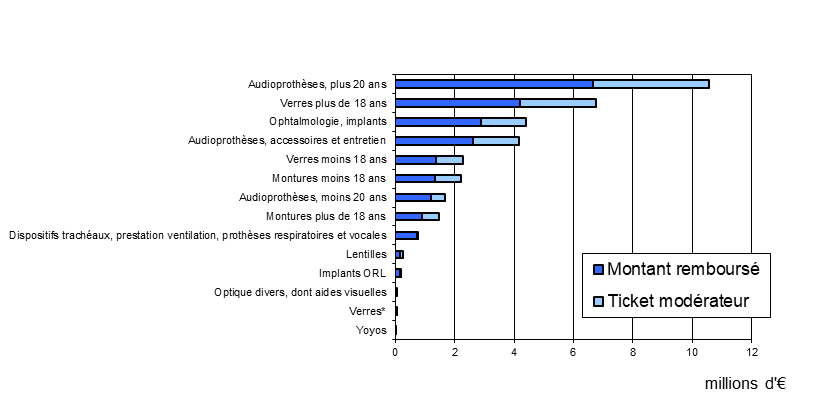 Audioprothèses, plus 20 ans
Verres plus de 18 ans
Ophtalmologie, implants
Audioprothèses, accessoires et entretien
Verres moins 18 ans
Montures moins 18 ans
Audioprothèses, moins 20 ans
Montures plus de 18 ans
Dispositifs trachéaux, prestation ventilation, prothèses respiratoires et vocales
Lentilles
Implants ORL
Optique divers, dont aides visuelles
Verres*
Yoyos
Montant remboursé
Ticket modérateur
0 2 4 6 8 10 12
millions d'€